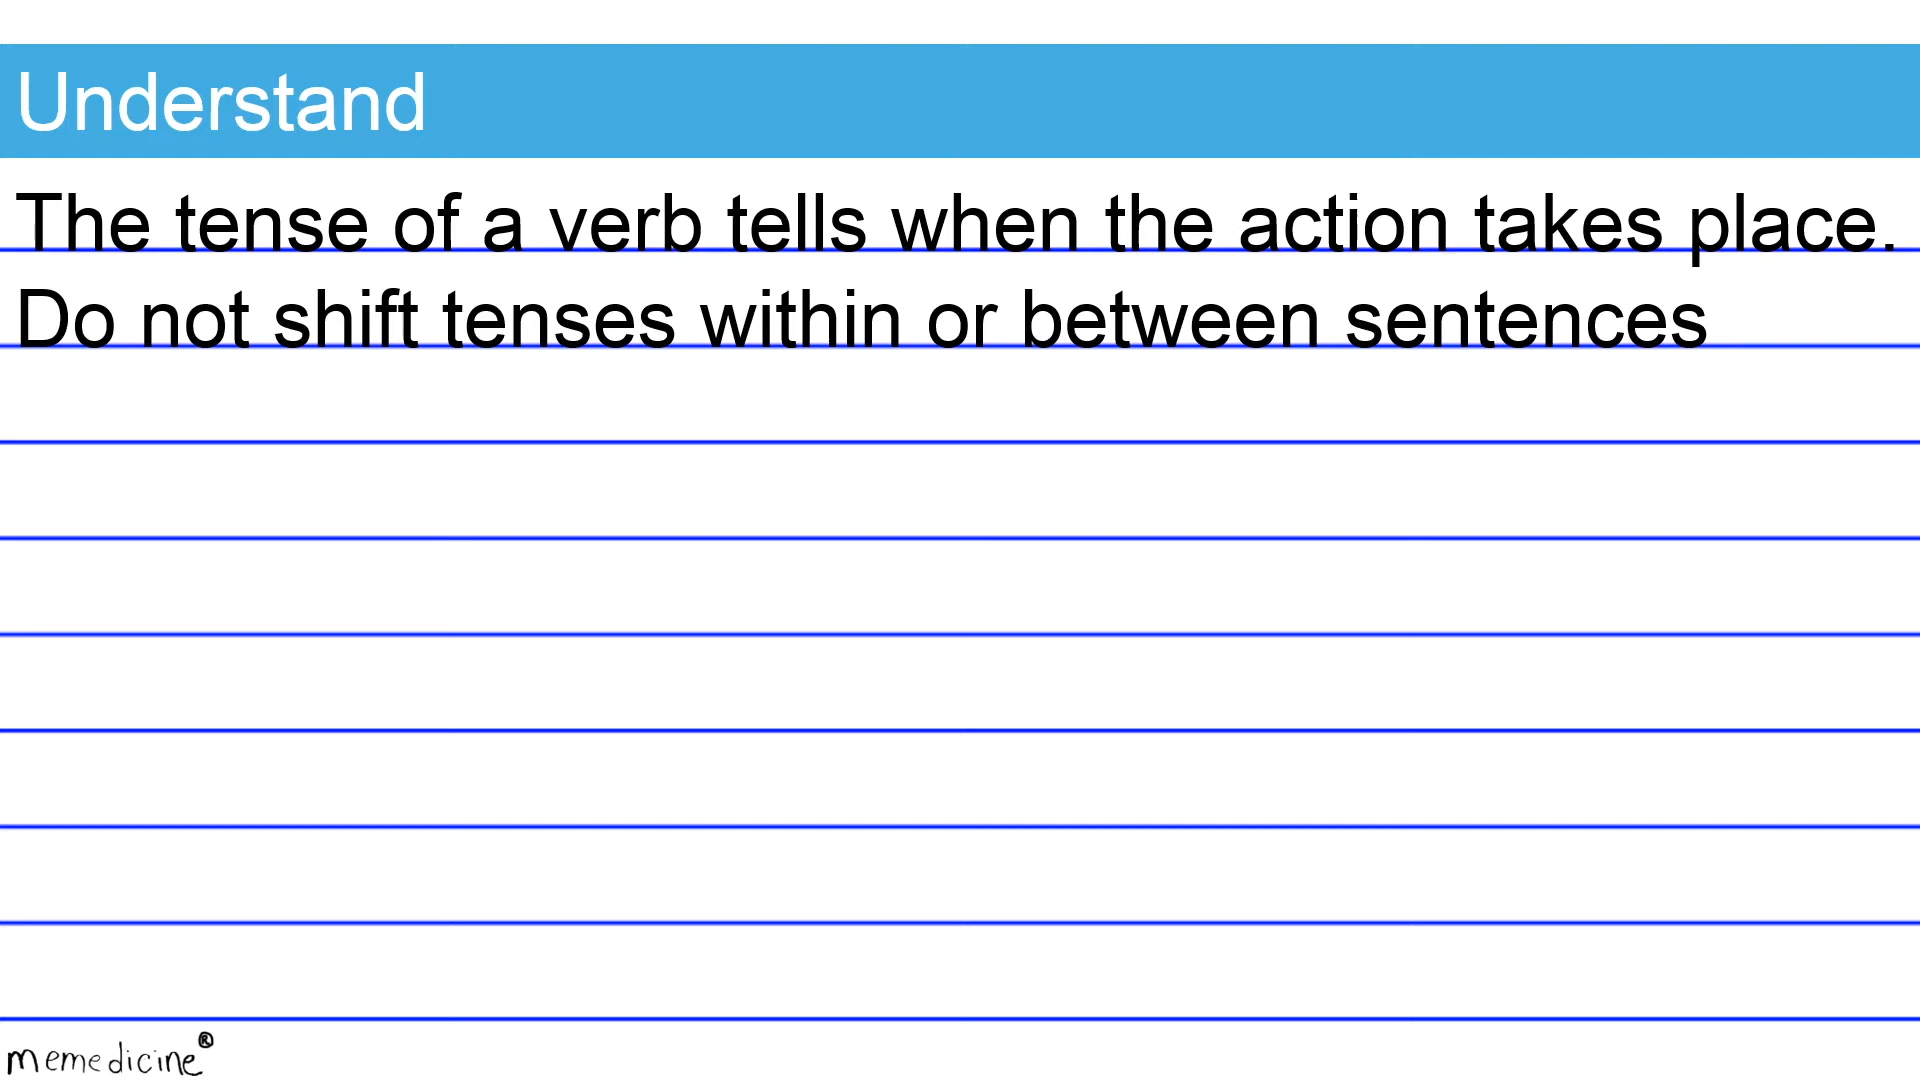 Understand
The tense of a verb tells when the action takes place.
Do not shift tenses within or between sentences
memedicine®